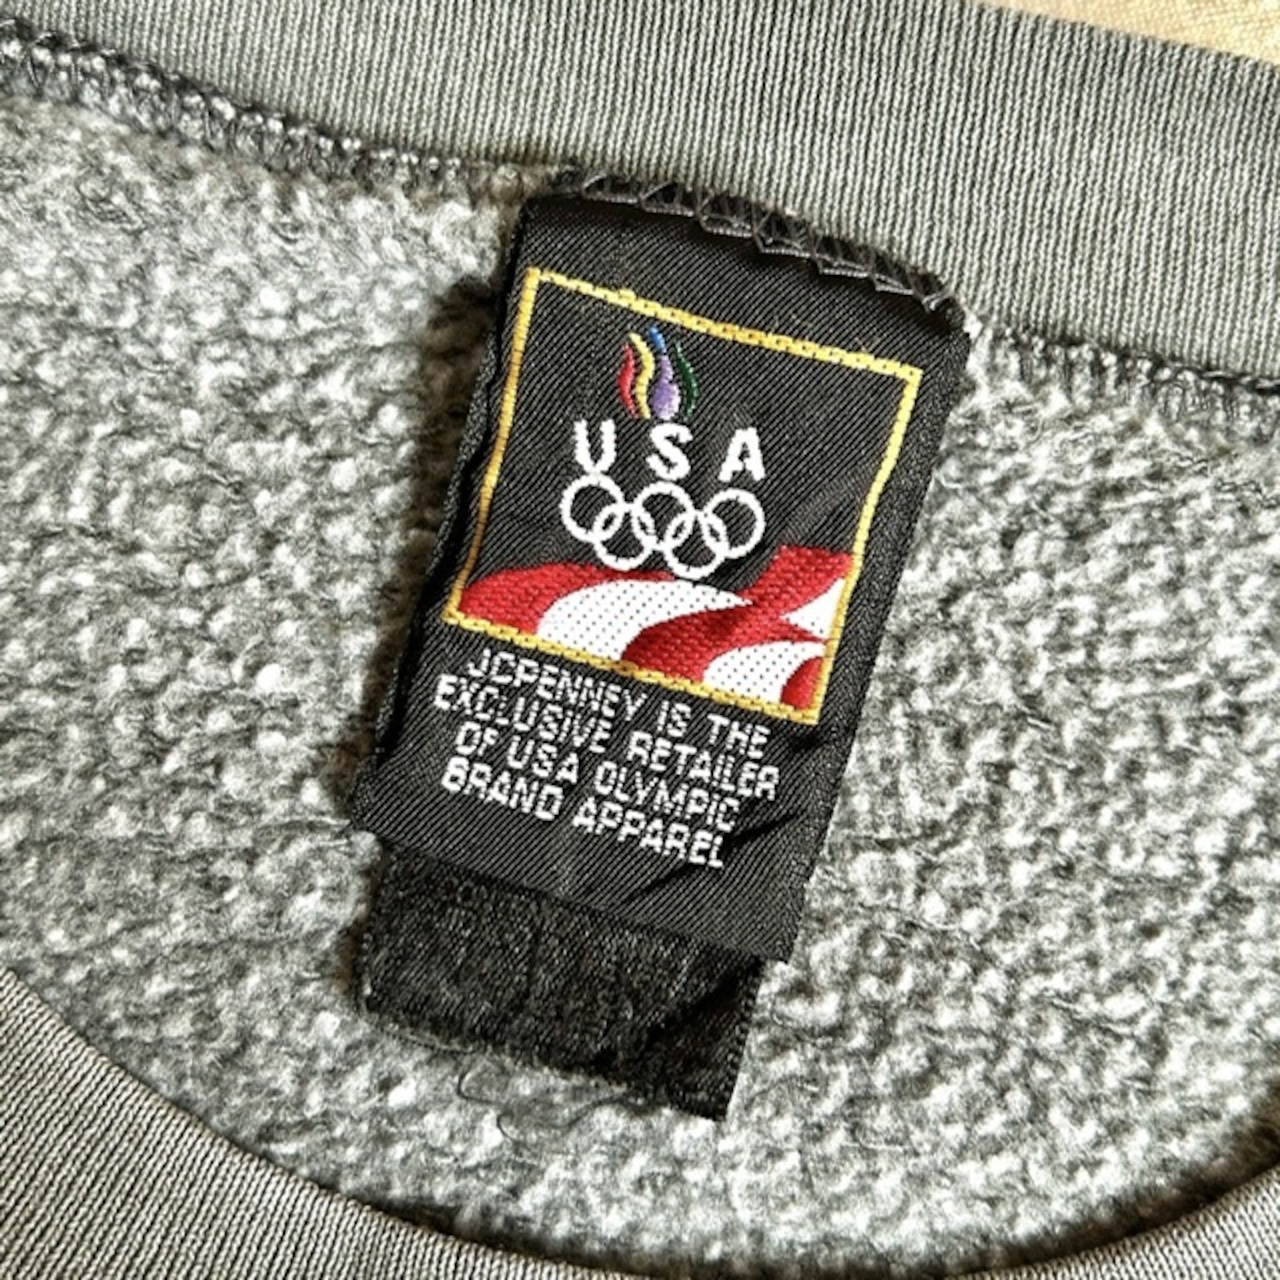 USA
JCPENNEY IS THE
EXCLUSIVE RETAILER
OF USA OLYMPIC
BRAND APPAREL